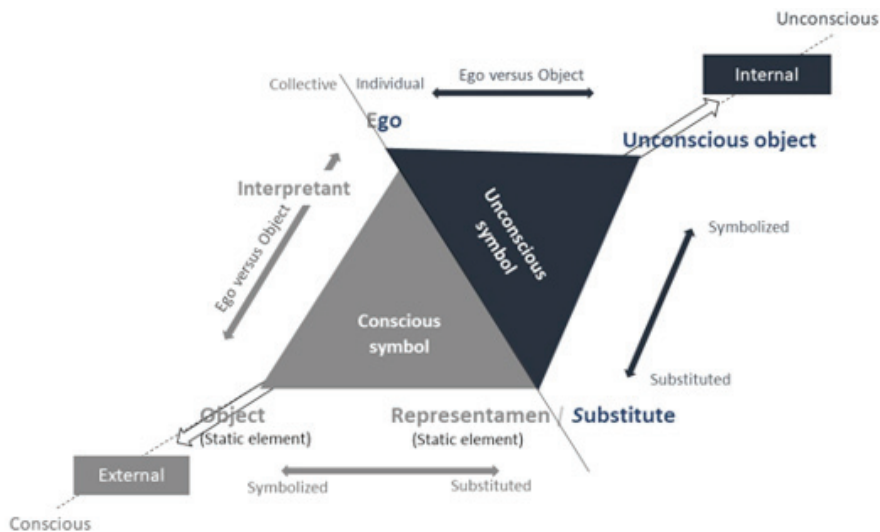 Unconscious
Internal
Collective
Individual
Ego versus Object
Ego
Unconscious object
Interpretant
Ego versus Object
Unconscious
symbol
Symbolized
Conscious
symbol
Substituted
Object
(Static element)
Representamen / Substitute
(Static element)
External
Symbolized
Substituted
Conscious